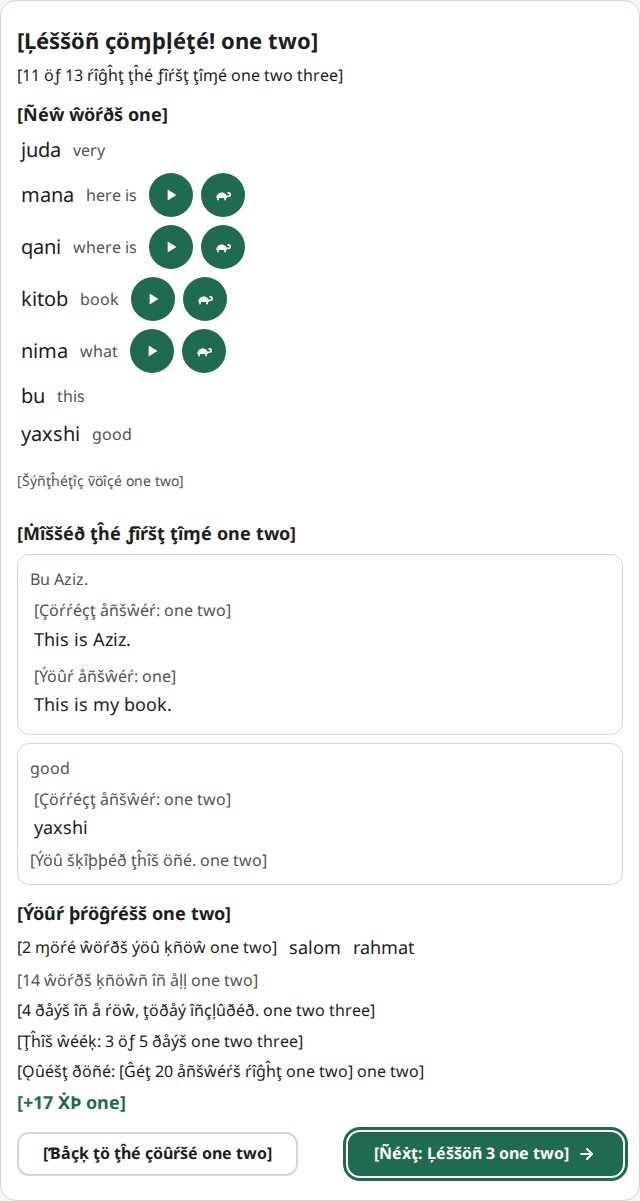 [Ļéššöñ çöɱþļéţé! one two]
[11 öƒ 13 ŕîĝĥţ ţĥé ƒîŕšţ ţîɱé one two three]
[Ñéŵ ŵöŕðš one]
juda very
mana here is
qani where is
kitob book
nima what
bu this
yaxshi good
[Šýñţĥéţîç ṽöîçé one two]
[Ṁîššéð ţĥé ƒîŕšţ ţîɱé one two]
Bu Aziz.
[Çöŕŕéçţ åñšŵéŕ: one two]
This is Aziz.
[Ýöûŕ åñšŵéŕ: one]
This is my book.
good
[Çöŕŕéçţ åñšŵéŕ: one two]
yaxshi
[Ýöû šķîþþéð ţĥîš öñé. one two]
[Ýöûŕ þŕöĝŕéšš one two]
[2 ɱöŕé ŵöŕðš ýöû ķñöŵ one two] salom rahmat
[14 ŵöŕðš ķñöŵñ îñ åļļ one two]
[4 ðåýš îñ å ŕöŵ, ţöðåý îñçļûðéð. one two three]
[Ţĥîš ŵééķ: 3 öƒ 5 ðåýš one two three]
[Ǫûéšţ ðöñé: [Ĝéţ 20 åñšŵéŕš ŕîĝĥţ one two] one two]
[+17 ẊÞ one]
[Ɓåçķ ţö ţĥé çöûŕšé one two]
[Ñéẋţ: Ļéššöñ 3 one two] →